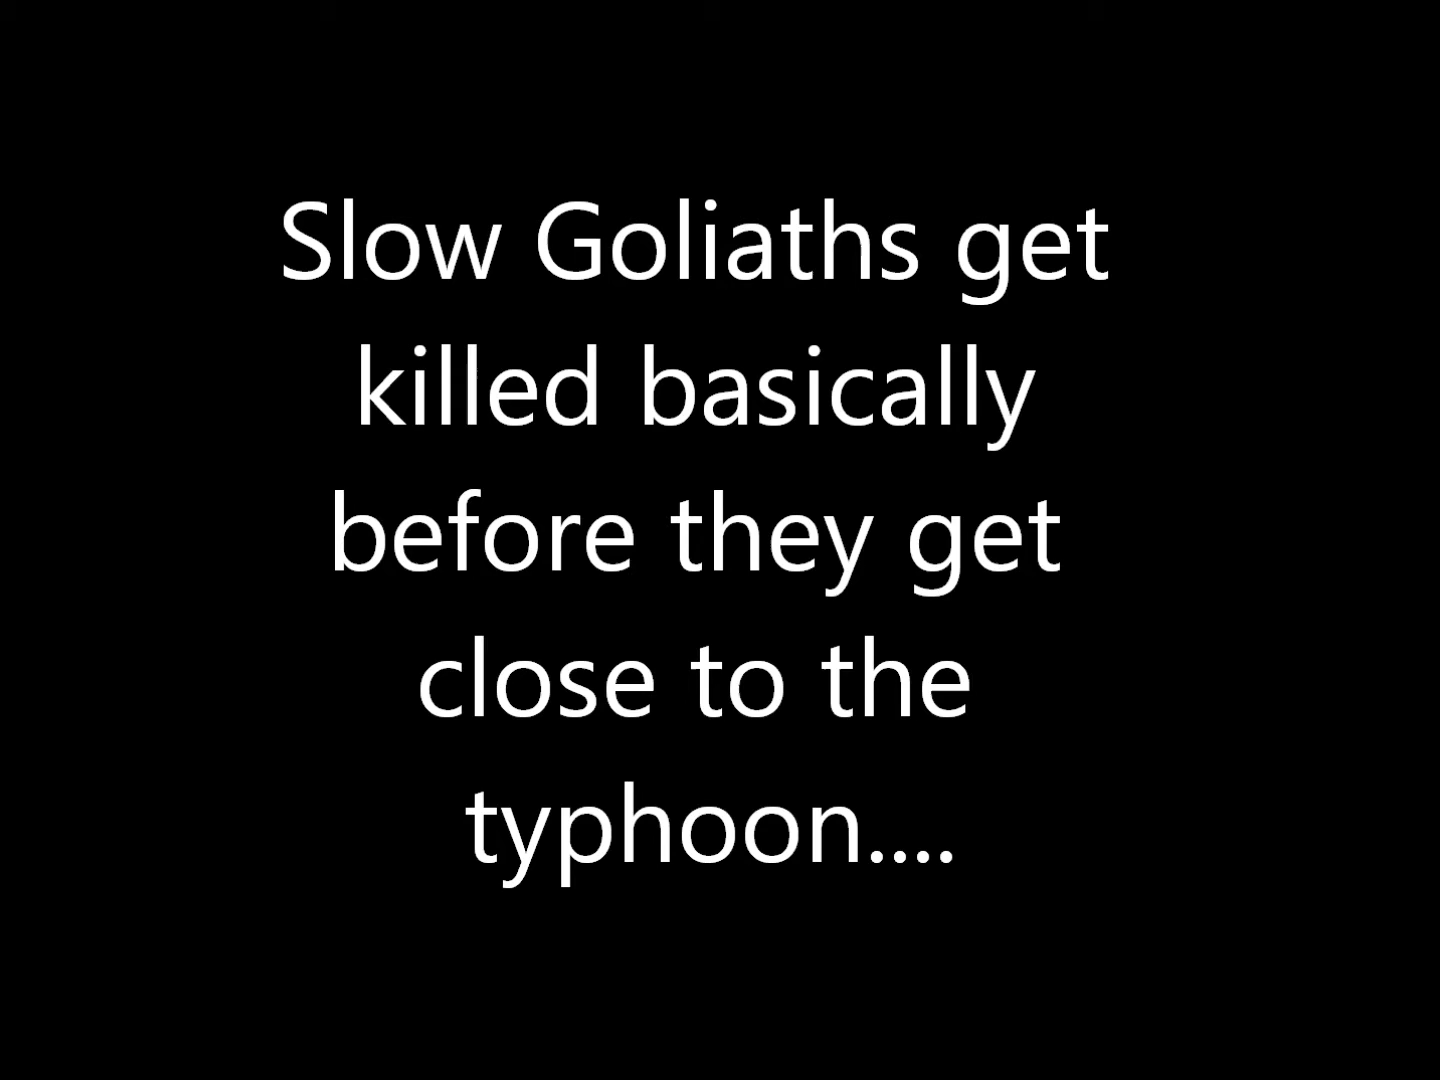 Slow Goliaths get
killed basically
before they get
close to the
typhoon....